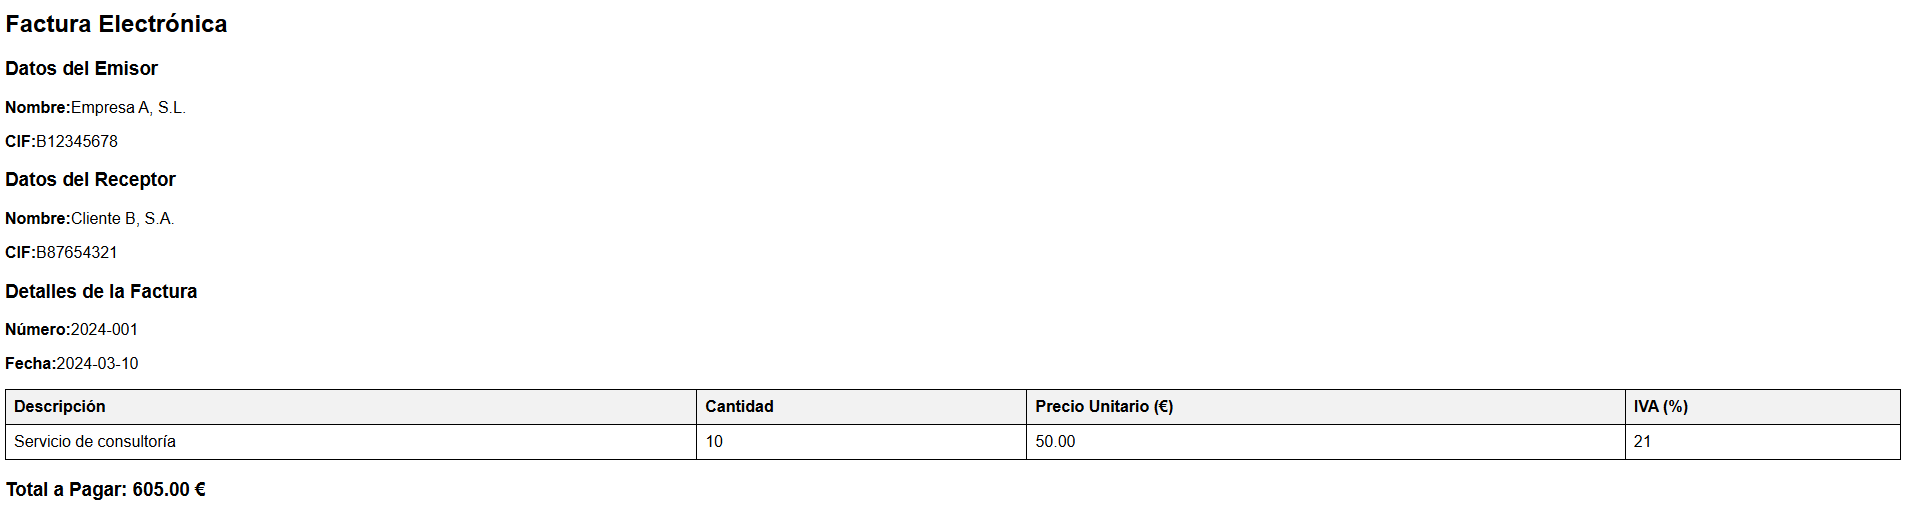 Factura Electrónica
Datos del Emisor
Nombre:Empresa A, S.L.
CIF:B12345678
Datos del Receptor
Nombre:Cliente B, S.A.
CIF:B87654321
Detalles de la Factura
Número:2024-001
Fecha:2024-03-10
Descripción Cantidad Precio Unitario (€) IVA (%)
Servicio de consultoría 10 50.00 21
Total a Pagar: 605.00 €